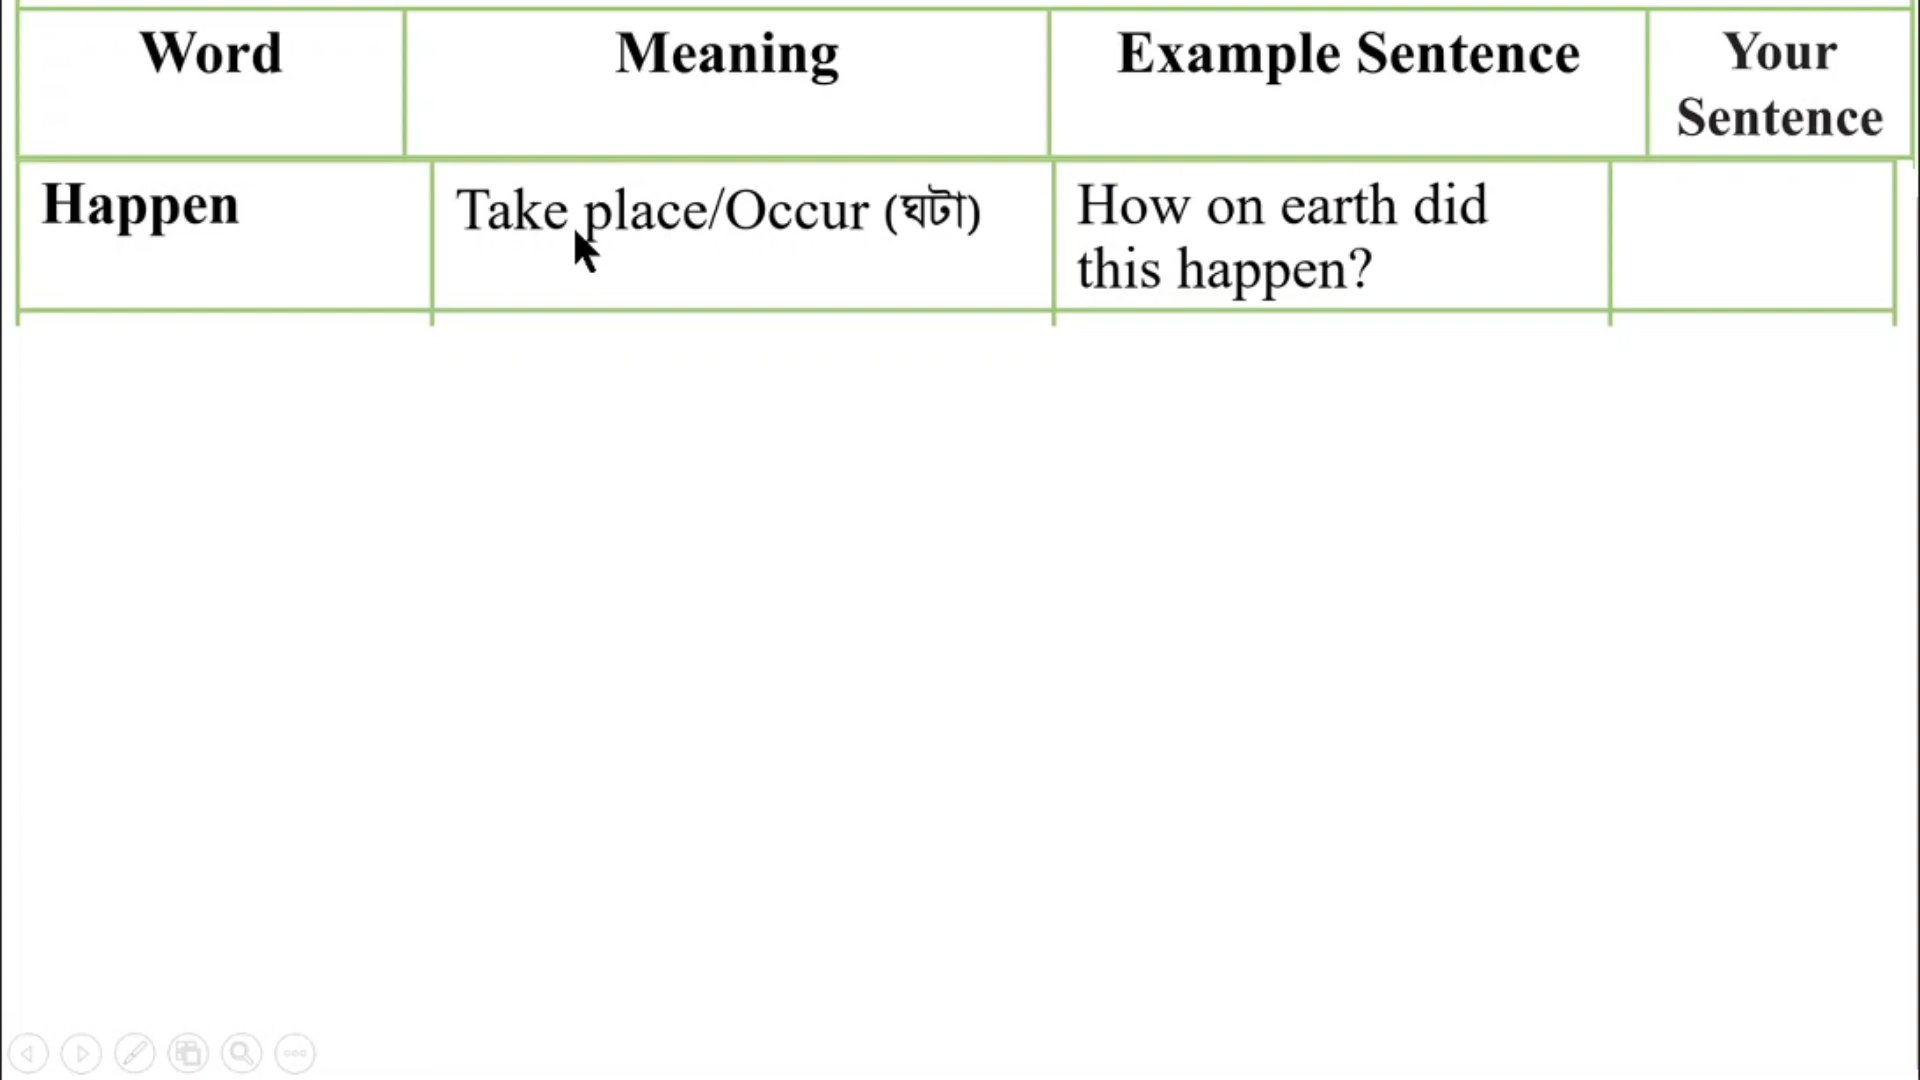 Word
Meaning
Example Sentence
Your
Sentence
Happen
Take place/Occur (ঘটা)
How on earth did
this happen?